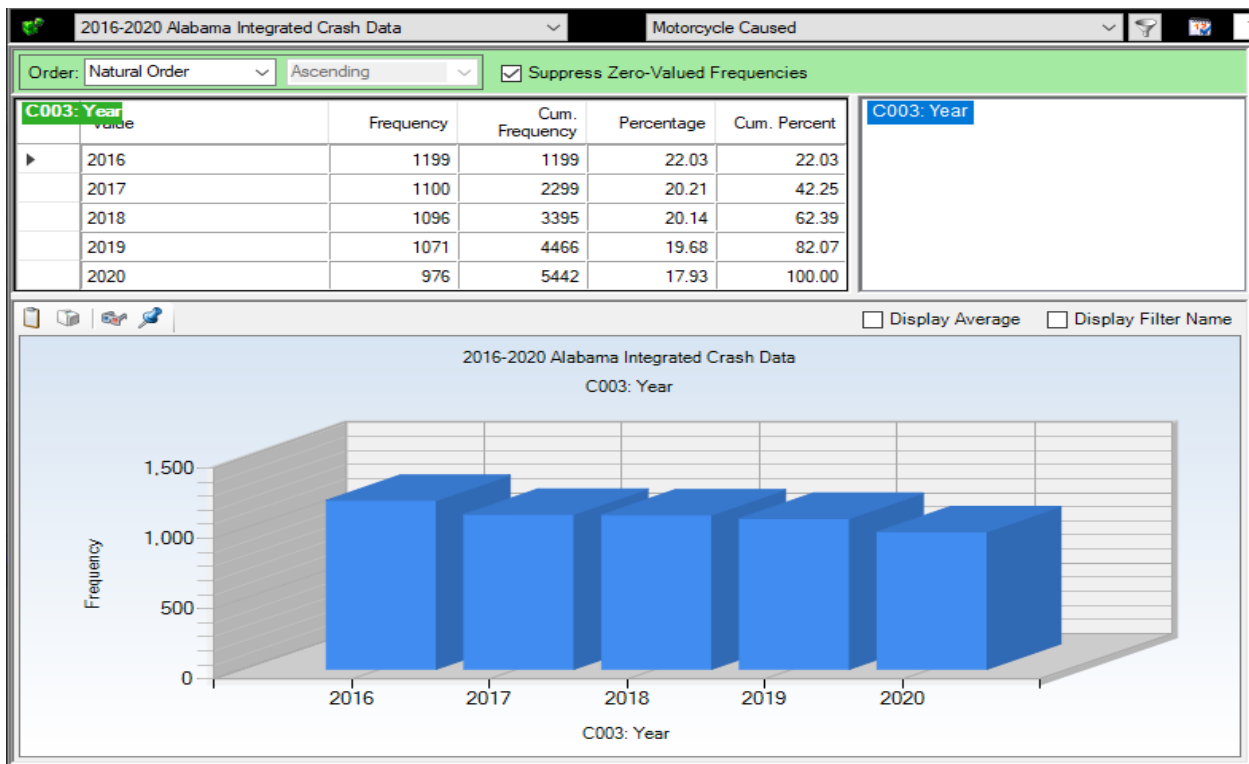 2016-2020 Alabama Integrated Crash Data Motorcycle Caused
Order: Natural Order Ascending Suppress Zero-Valued Frequencies
C003: Year
Value Frequency Cum. Frequency Percentage Cum. Percent
2016 1199 1199 22.03 22.03
2017 1100 2299 20.21 42.25
2018 1096 3395 20.14 62.39
2019 1071 4466 19.68 82.07
2020 976 5442 17.93 100.00
C003: Year
Display Average Display Filter Name
2016-2020 Alabama Integrated Crash Data
C003: Year
1,500
1,000
500
0
Frequency
2016 2017 2018 2019 2020
C003: Year